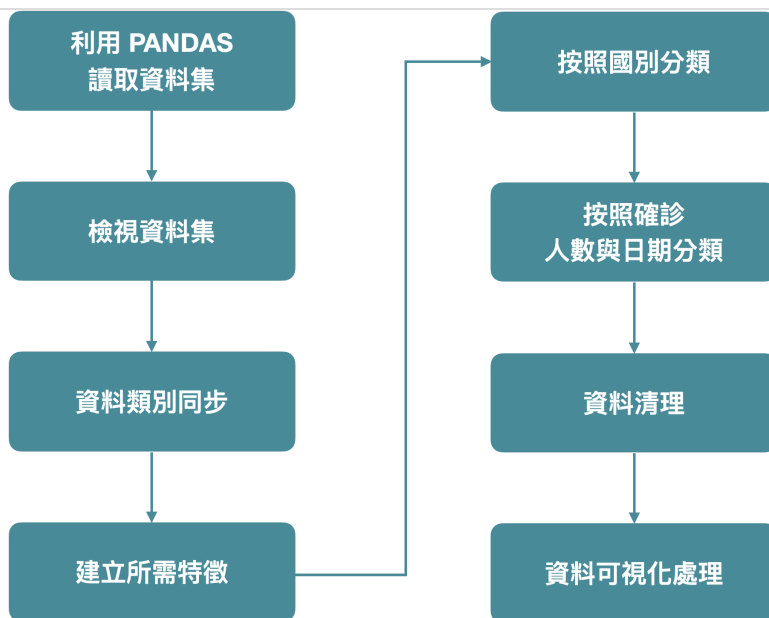 利用 PANDAS
讀取資料集
檢視資料集
資料類別同步
建立所需特徵
按照國別分類
按照確診
人數與日期分類
資料清理
資料可視化處理